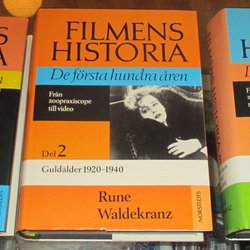 FILMENS
HISTORIA
De första hundra åren
Från
zoopraxiscope
till video
Del 2
Guldålder 1920-1940
Rune
Waldekranz
NORSTEDTS